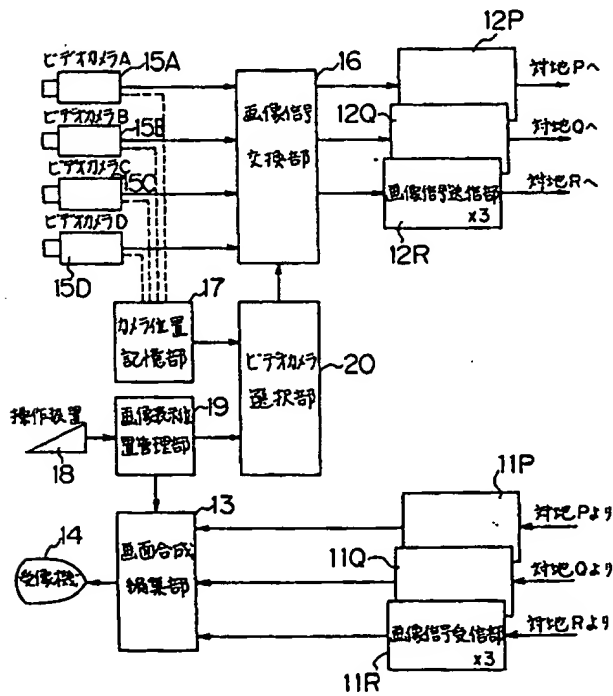 ビデオカメラA
15A
ビデオカメラB
15B
ビデオカメラC
15C
ビデオカメラD
15D
16
画像信号
交換部
12P
対地Pへ
12Q
対地Qへ
対地Rへ
画像信号送信部
×3
12R
17
カメラ位置
記憶部
20
ビデオカメラ
選択部
操作装置
18
19
画像表示位
置管理部
13
画面合成
編集部
14
受像機
11P
対地Pより
11Q
対地Qより
対地Rより
画像信号受信部
×3
11R